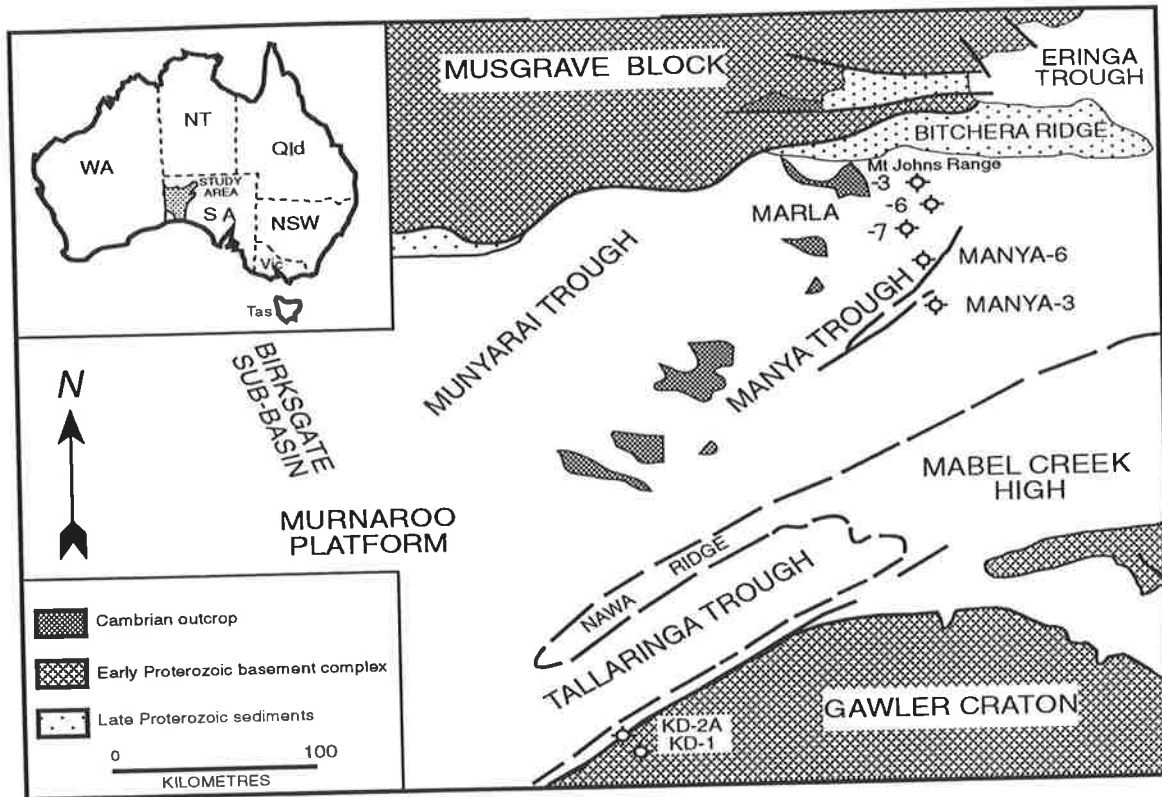 WA
NT
Qld
STUDY
AREA
SA
NSW
Vic
Tas
MUSGRAVE BLOCK
ERINGA
TROUGH
BITCHERA RIDGE
Mt Johns Range
-3
-6
-7
MARLA
MANYA-6
MANYA-3
MUNYARAI TROUGH
MANYA TROUGH
BIRKSGATE
SUB-BASIN
N
MURNAROO
PLATFORM
MABEL CREEK
HIGH
NAWA RIDGE
TALLARINGA TROUGH
GAWLER CRATON
KD-2A
KD-1
Cambrian outcrop
Early Proterozoic basement complex
Late Proterozoic sediments
0 100
KILOMETRES